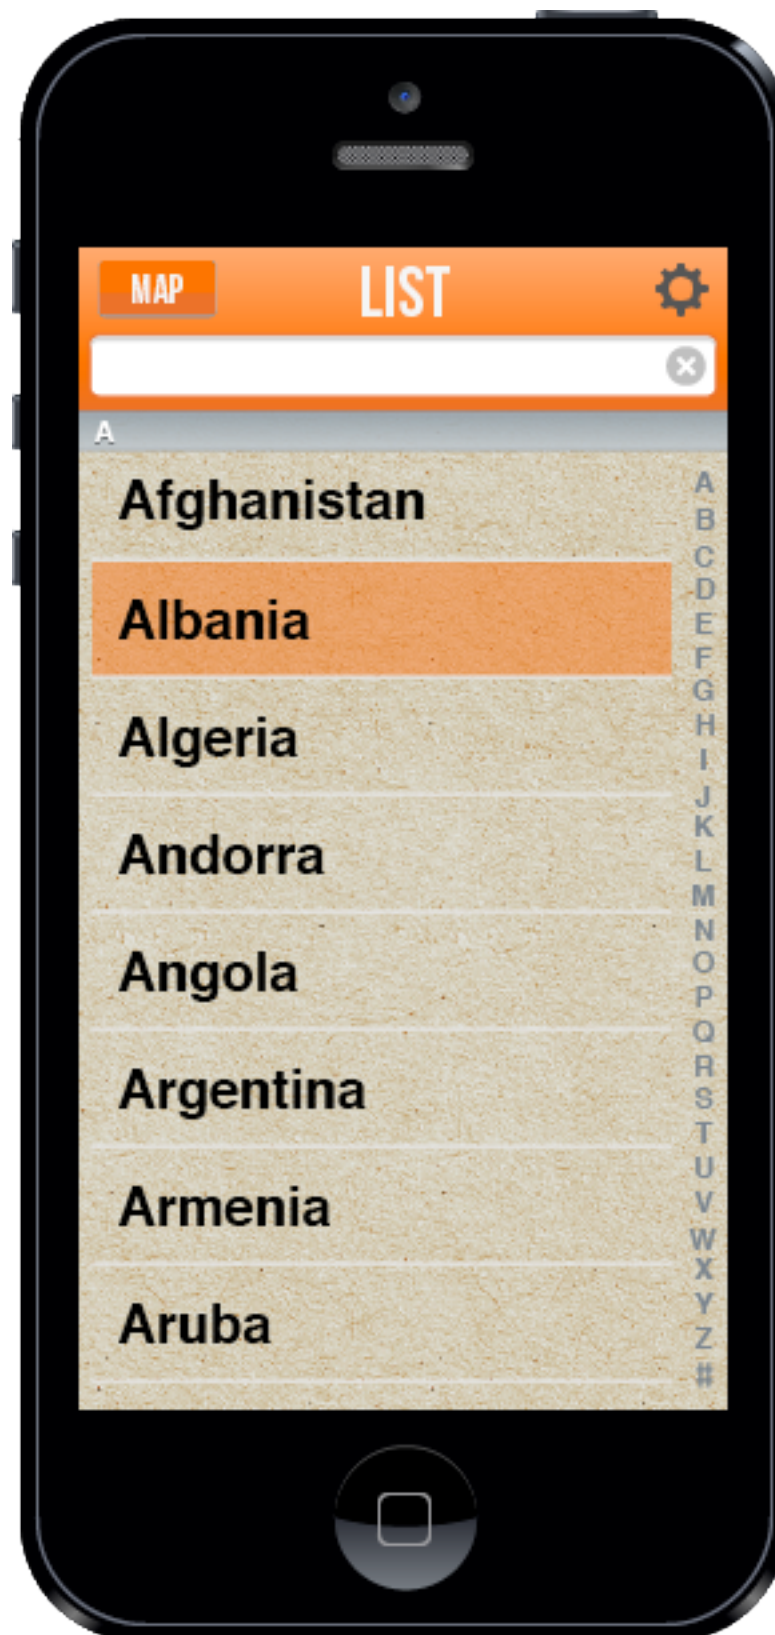 MAP LIST
A
Afghanistan
Albania
Algeria
Andorra
Angola
Argentina
Armenia
Aruba
A
B
C
D
E
F
G
H
I
J
K
L
M
N
O
P
Q
R
S
T
U
V
W
X
Y
Z
#